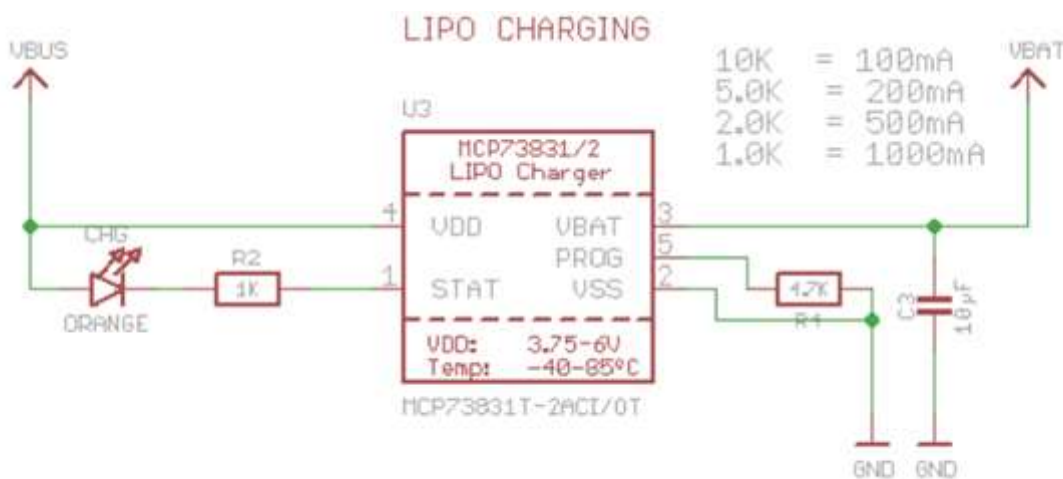 LIPO CHARGING
VBUS
VBAT
10K = 100mA
5.0K = 200mA
2.0K = 500mA
1.0K = 1000mA
U3
MCP73831/2
LIPO Charger
4
VDD
VBAT
3
PROG
5
1
STAT
VSS
2
CHG
ORANGE
R2
1K
4.7K
R4
C3
10µF
VDD: 3.75-6V
Temp: -40-85ºC
MCP73831T-2ACI/OT
GND
GND